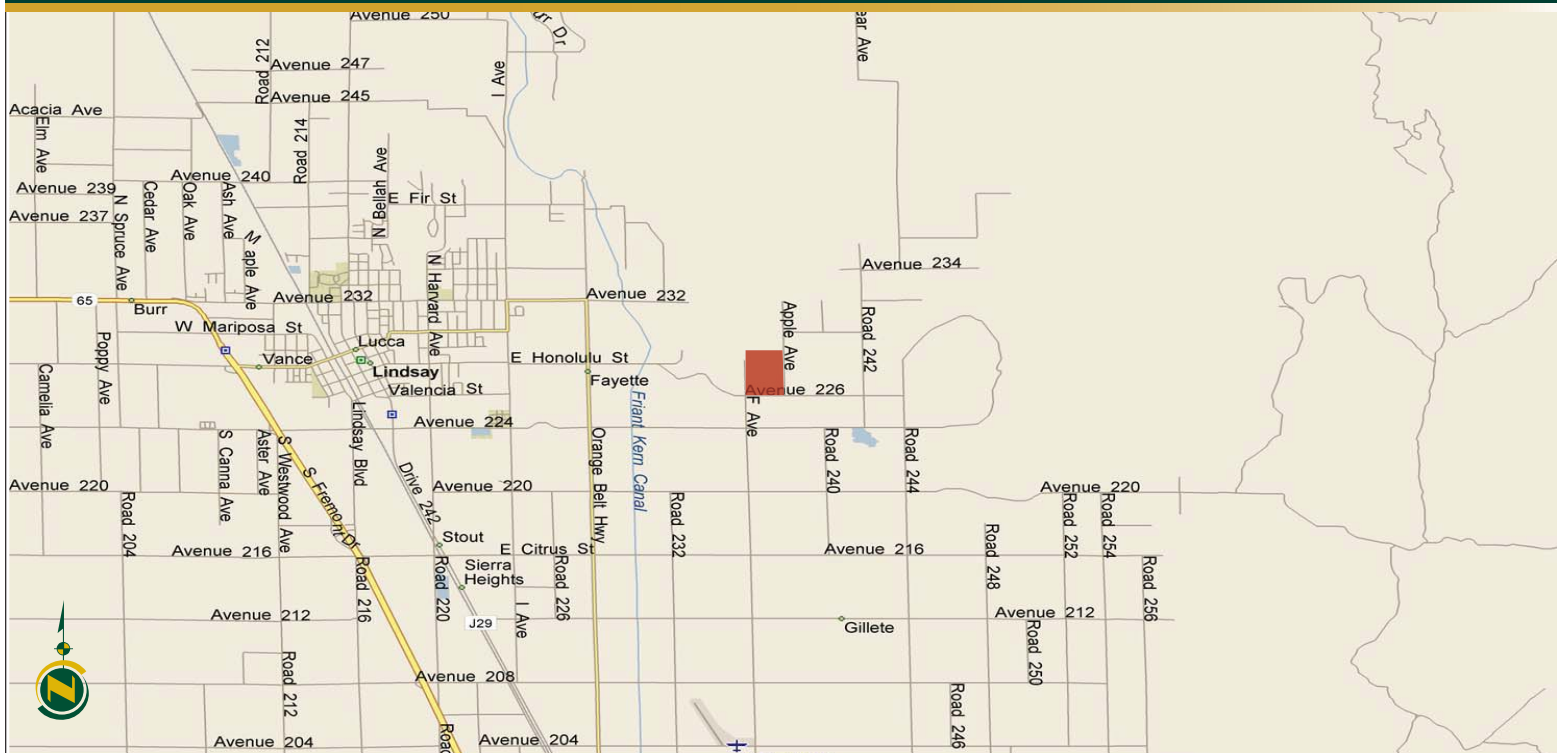 Avenue 250
ur Dr
ear Ave
Road 212
Avenue 247
I Ave
Avenue 245
Acacia Ave
Elm Ave
Road 214
N Bellah Ave
Avenue 240
Avenue 239
Cedar Ave
Oak Ave
Ash Ave
E Fir St
Avenue 237
N Spruce Ave
Maple Ave
N Harvard Ave
Avenue 234
65
Burr
Avenue 232
Avenue 232
Apple Ave
Road 242
W Mariposa St
Poppy Ave
Lucca
Vance
E Honolulu St
Lindsay
Fayette
Camelia Ave
Valencia St
Avenue 226
F Ave
Friant Kern Canal
Lindsay Blvd
Avenue 224
S Canna Ave
Aster Ave
S Westwood Ave
S Fremont Dr
Drive 242
Orange Belt Hwy
Road 240
Road 244
Avenue 220
Avenue 220
Avenue 220
Road 204
Road 232
Road 252
Road 254
Stout
Avenue 216
E Citrus St
Avenue 216
Road 248
Sierra
Heights
Road 216
Road 220
Road 226
Road 256
Avenue 212
J29
I Ave
Gillete
Avenue 212
Road 250
N
Road 212
Avenue 208
Road 246
Road
Avenue 204
Avenue 204